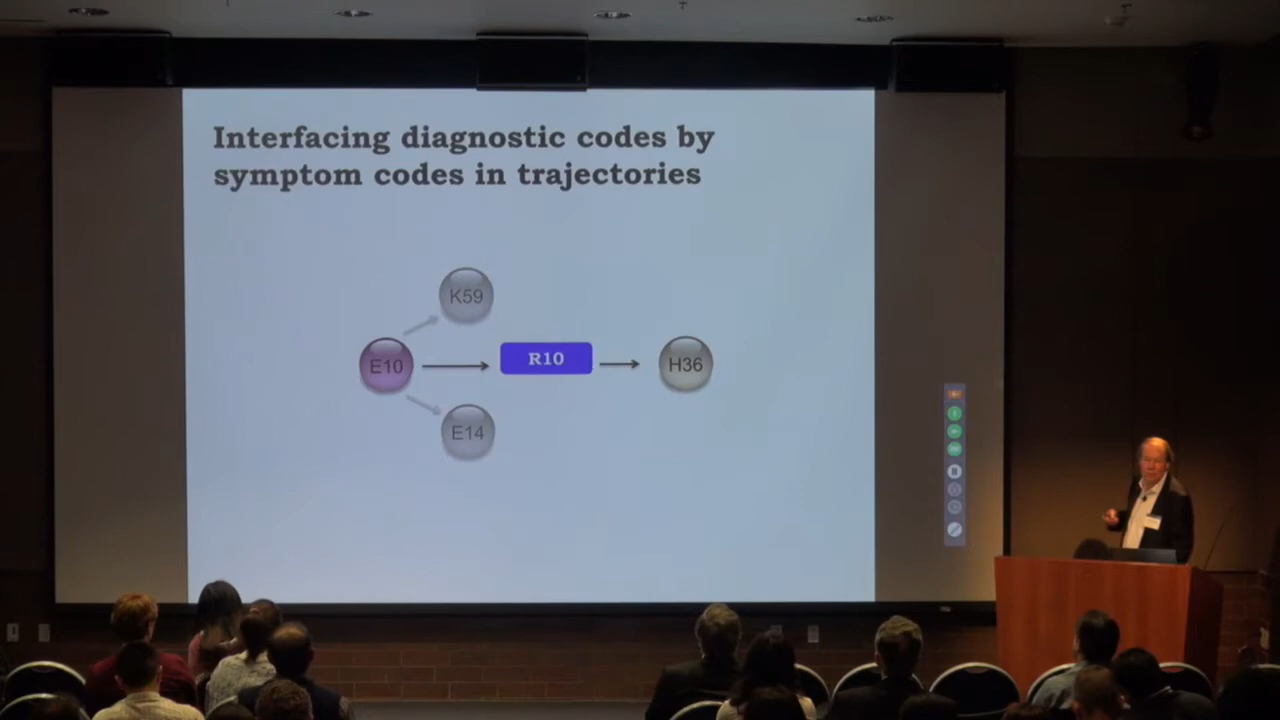 Interfacing diagnostic codes by
symptom codes in trajectories
K59
E10
R10
H36
E14